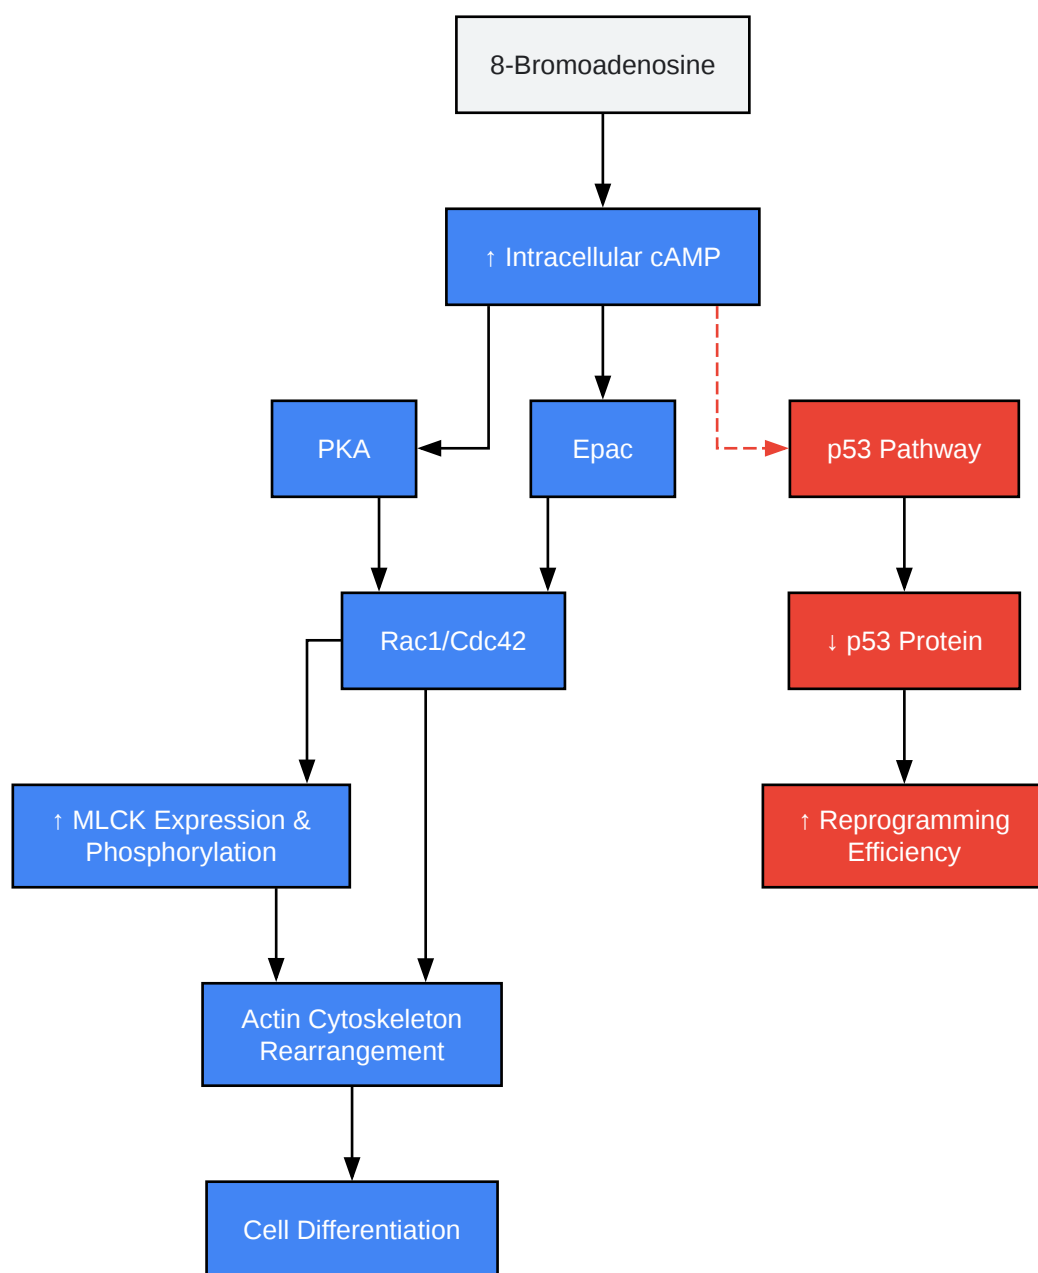 8-Bromoadenosine
↑ Intracellular cAMP
PKA
Epac
p53 Pathway
Rac1/Cdc42
↓ p53 Protein
↑ MLCK Expression &
Phosphorylation
↑ Reprogramming
Efficiency
Actin Cytoskeleton
Rearrangement
Cell Differentiation